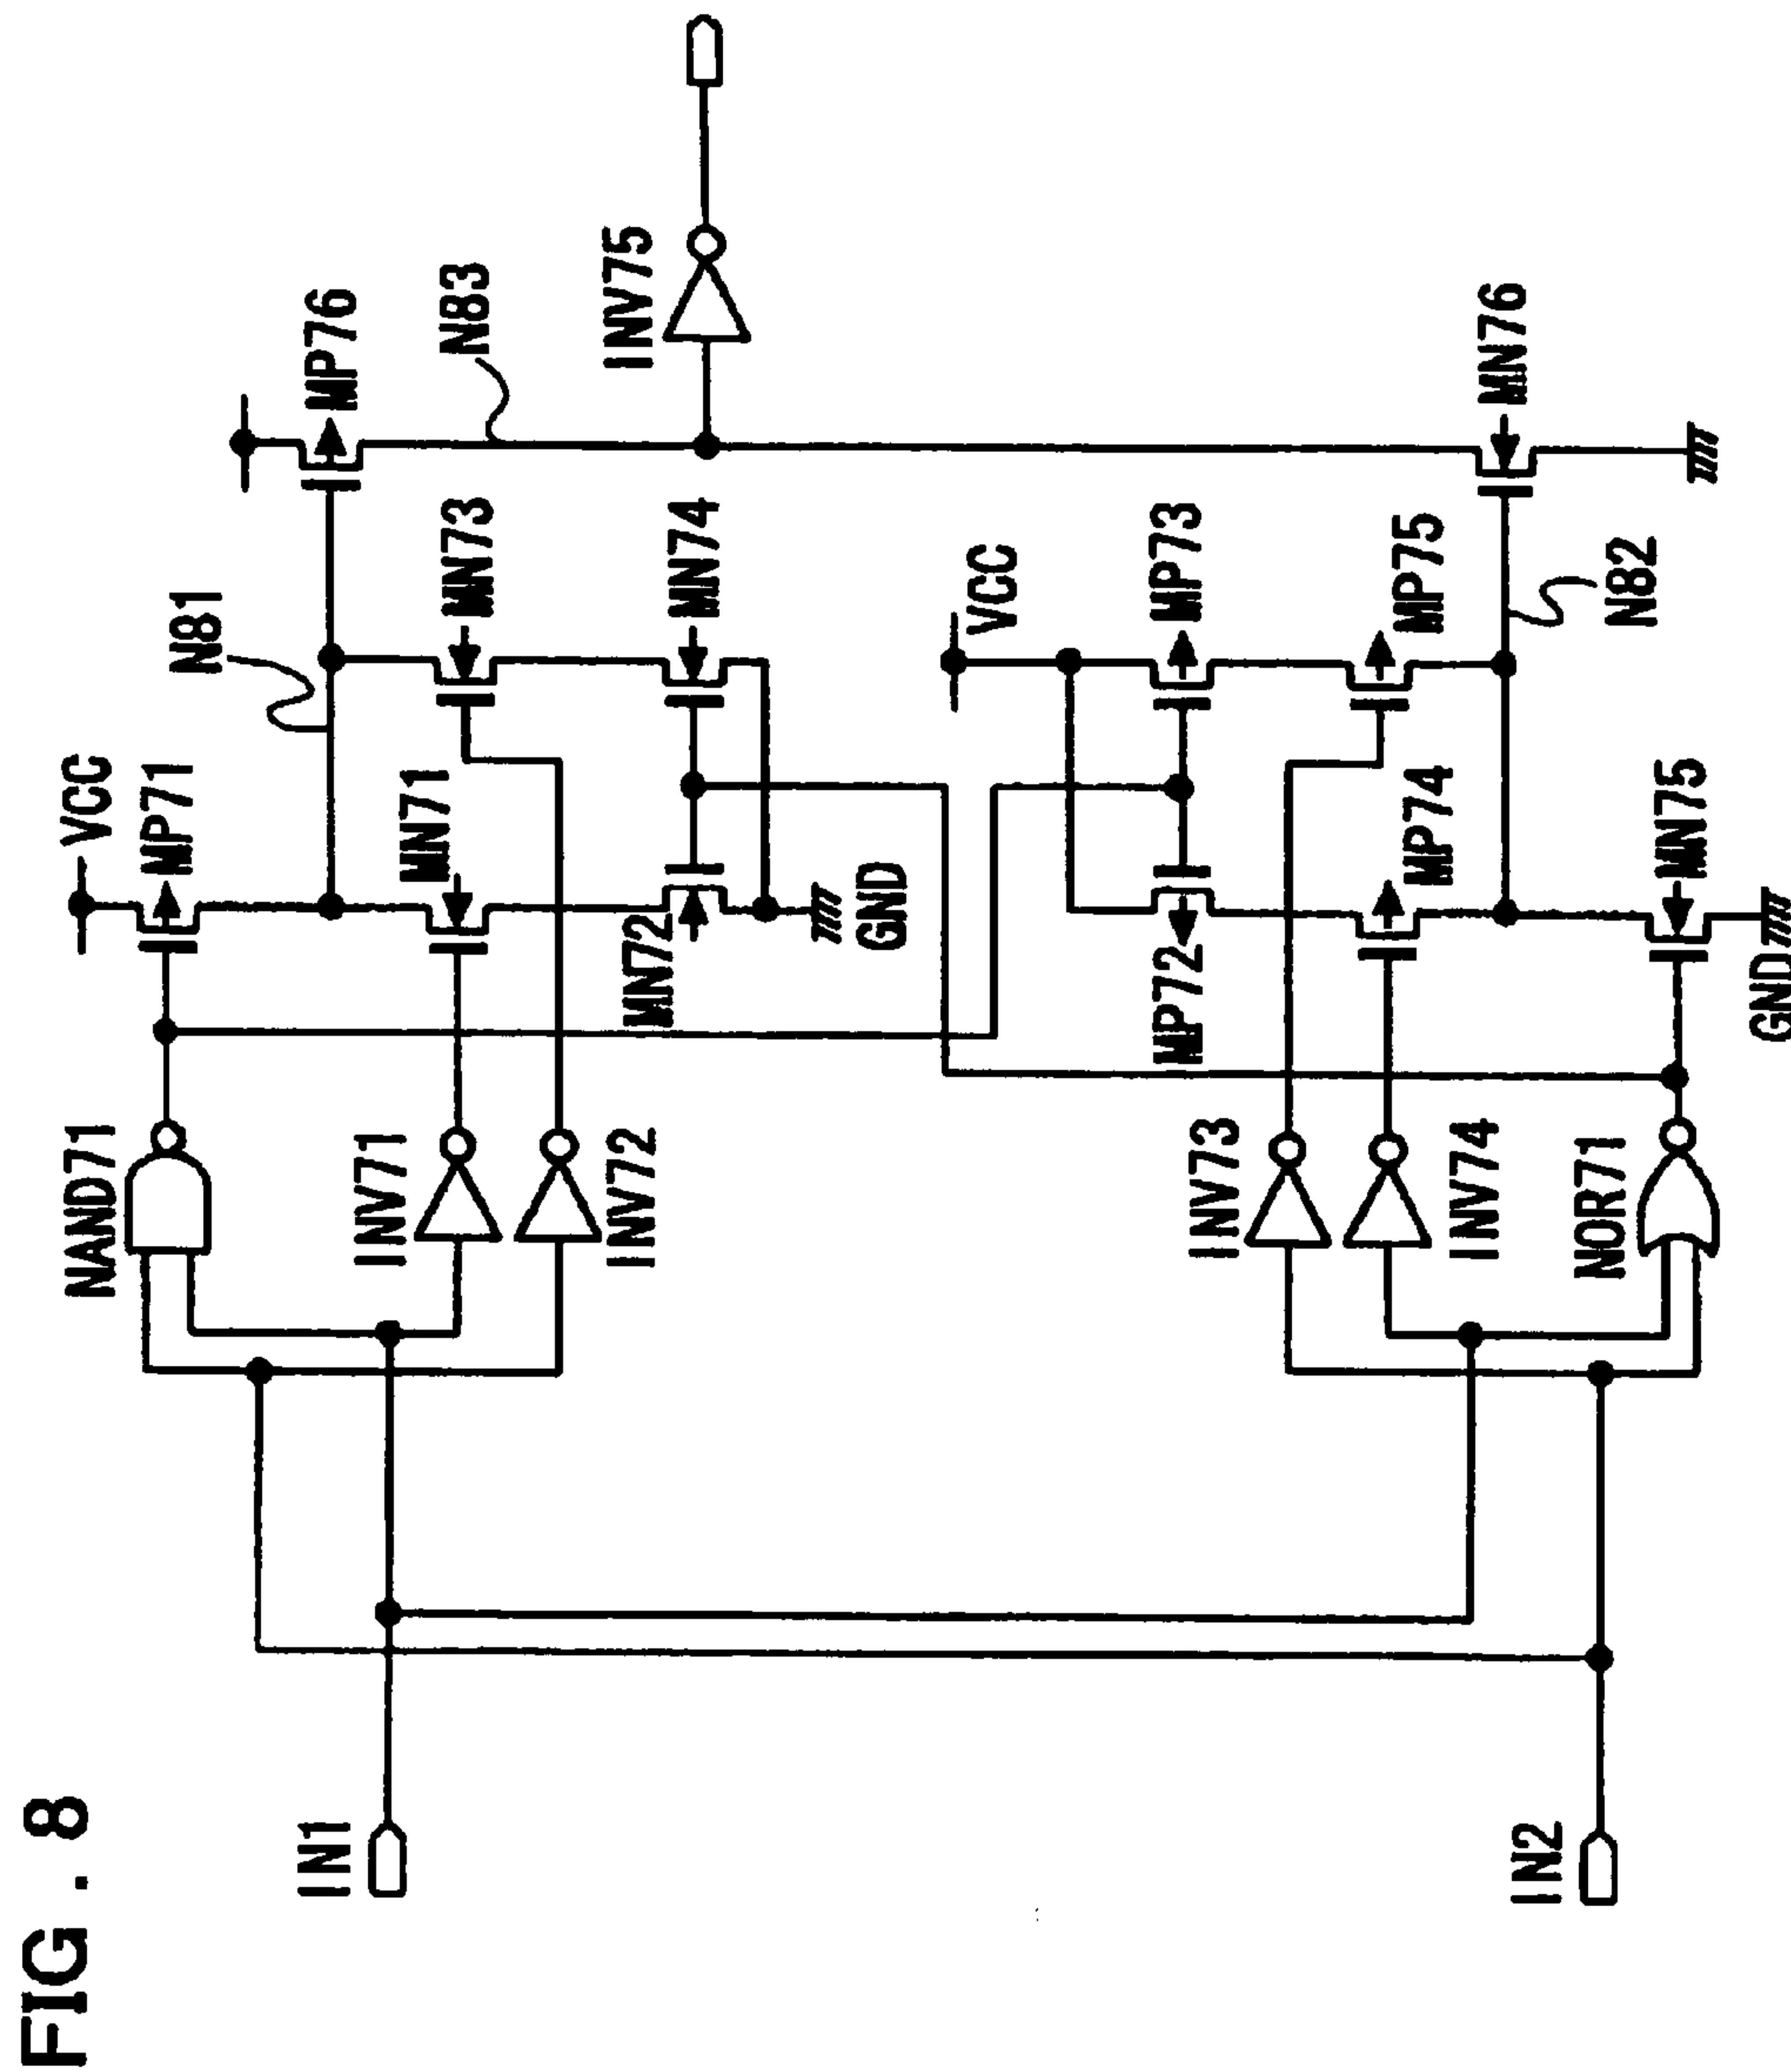 FIG. 8
IN1
IN2
NAND71
INV71
INV72
INV73
INV74
NOR71
VCC
MP71
MN71
MN72
GND
MP72
MP74
MN75
GND
N81
MN73
MN74
VCC
MP73
MP75
N82
MP76
N83
INV75
MN76